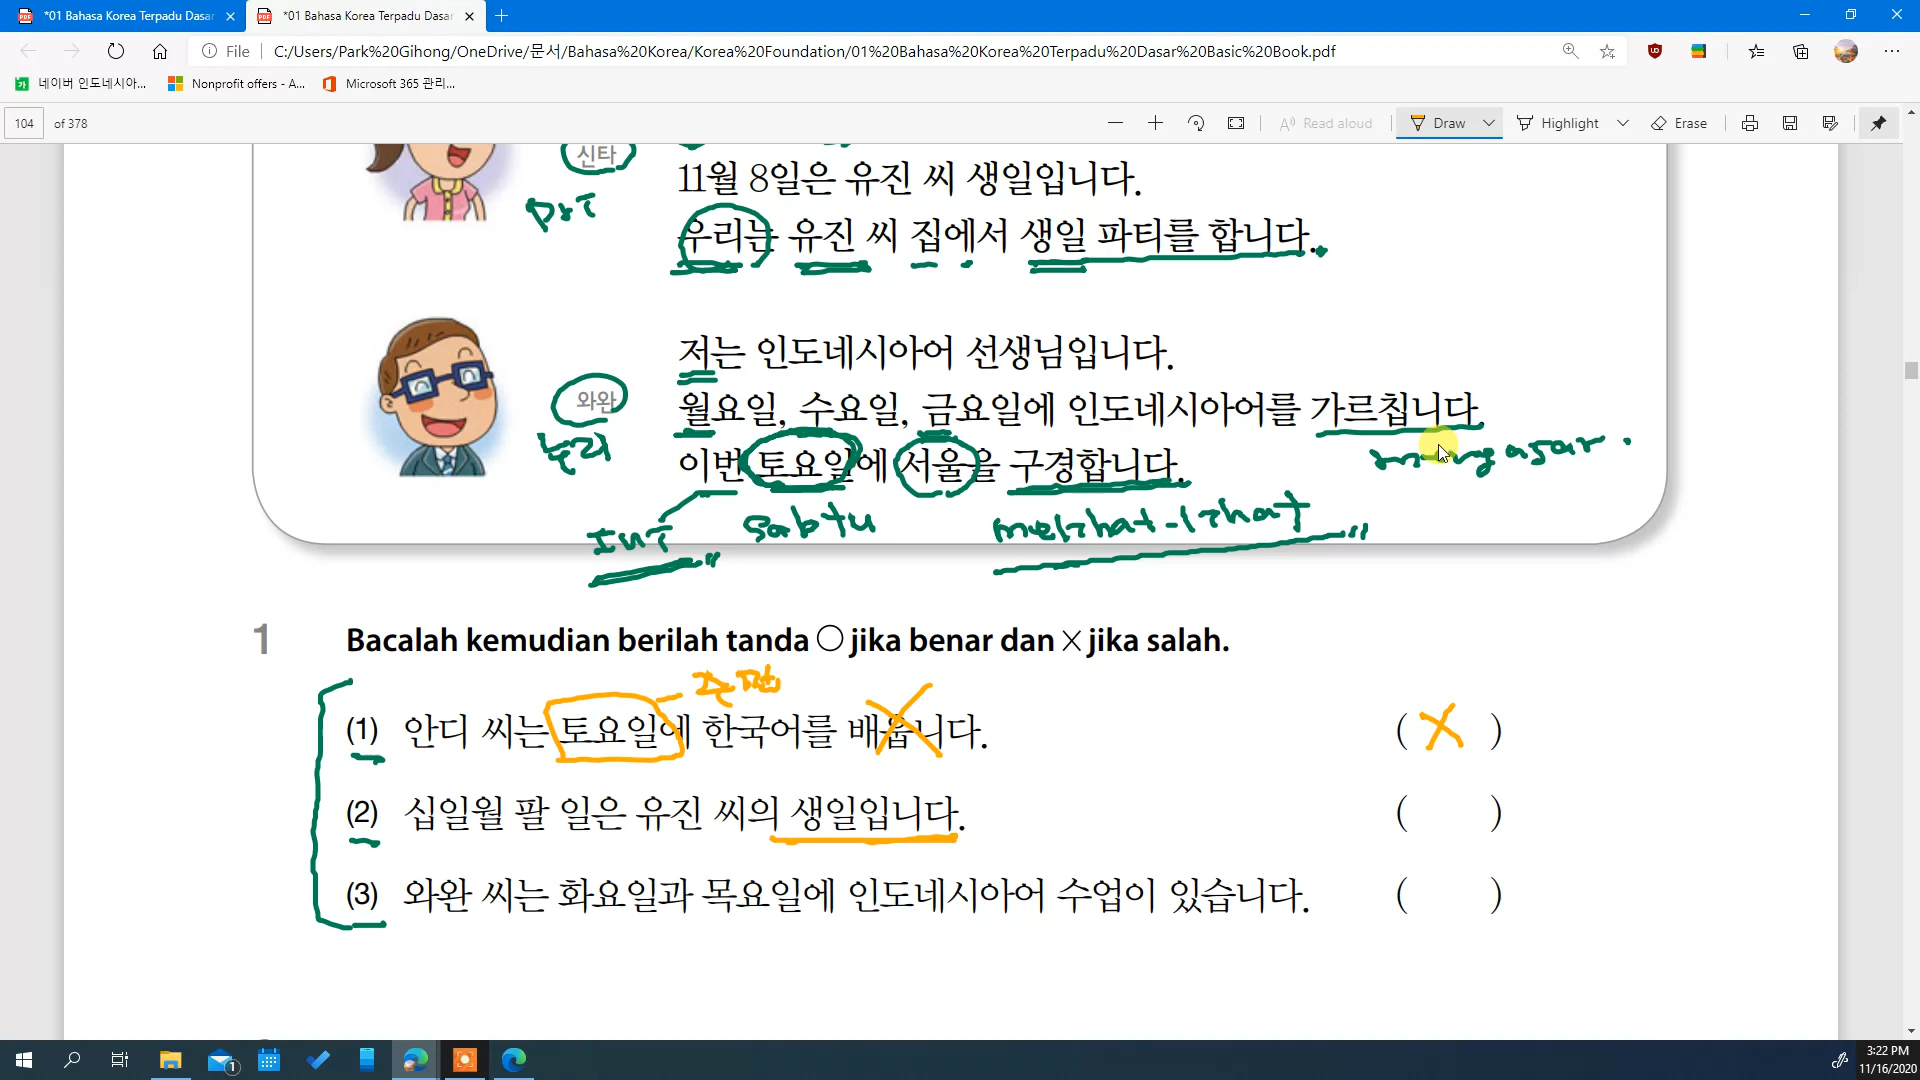 *01 Bahasa Korea Terpadu Dasar
*01 Bahasa Korea Terpadu Dasar
File
C:/Users/Park%20Gihong/OneDrive/문서/Bahasa%20Korea/Korea%20Foundation/01%20Bahasa%20Korea%20Terpadu%20Dasar%20Basic%20Book.pdf
네이버 인도네시아... Nonprofit offers - A... Microsoft 365 관리...
104 of 378 Read aloud Draw Highlight Erase
신타
11월 8일은 유진 씨 생일입니다.
우리는 유진 씨 집에서 생일 파티를 합니다.
저는 인도네시아어 선생님입니다.
와완
월요일, 수요일, 금요일에 인도네시아어를 가르칩니다.
이번 토요일에 서울을 구경합니다.
sabtu
melihat-lihat
1 Bacalah kemudian berilah tanda ○ jika benar dan × jika salah.
(1) 안디 씨는 토요일에 한국어를 배웁니다. ( X )
(2) 십일월 팔 일은 유진 씨의 생일입니다. ( )
(3) 와완 씨는 화요일과 목요일에 인도네시아어 수업이 있습니다. ( )
1
3:22 PM
11/16/2020